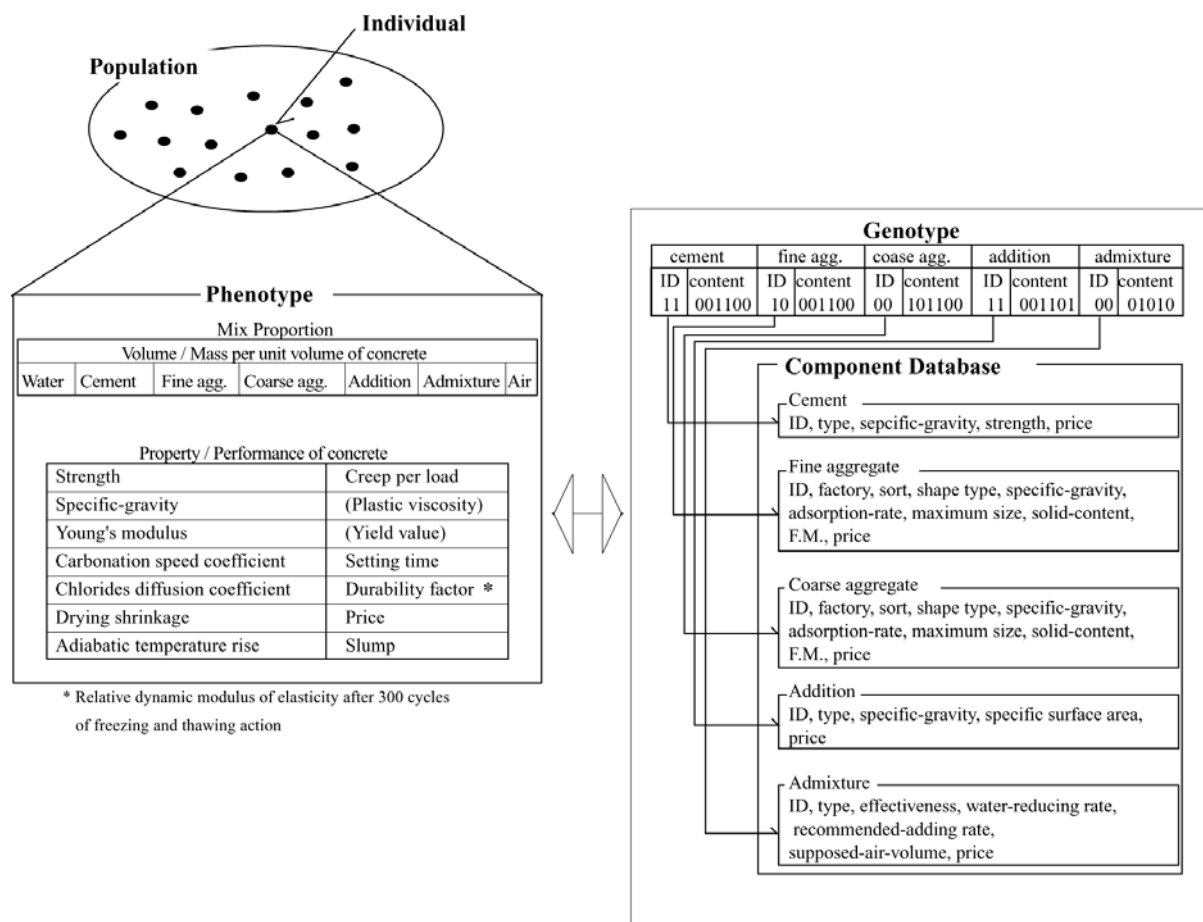 Individual
Population
Phenotype
Mix Proportion
Volume / Mass per unit volume of concrete
Water Cement Fine agg. Coarse agg. Addition Admixture Air
Property / Performance of concrete
Strength Creep per load
Specific-gravity (Plastic viscosity)
Young's modulus (Yield value)
Carbonation speed coefficient Setting time
Chlorides diffusion coefficient Durability factor *
Drying shrinkage Price
Adiabatic temperature rise Slump
* Relative dynamic modulus of elasticity after 300 cycles
of freezing and thawing action
Genotype
cement fine agg. coase agg. addition admixture
ID content ID content ID content ID content ID content
11 001100 10 001100 00 101100 11 001101 00 01010
Component Database
Cement
ID, type, sepcific-gravity, strength, price
Fine aggregate
ID, factory, sort, shape type, specific-gravity,
adsorption-rate, maximum size, solid-content,
F.M., price
Coarse aggregate
ID, factory, sort, shape type, specific-gravity,
adsorption-rate, maximum size, solid-content,
F.M., price
Addition
ID, type, specific-gravity, specific surface area,
price
Admixture
ID, type, effectiveness, water-reducing rate,
recommended-adding rate,
supposed-air-volume, price